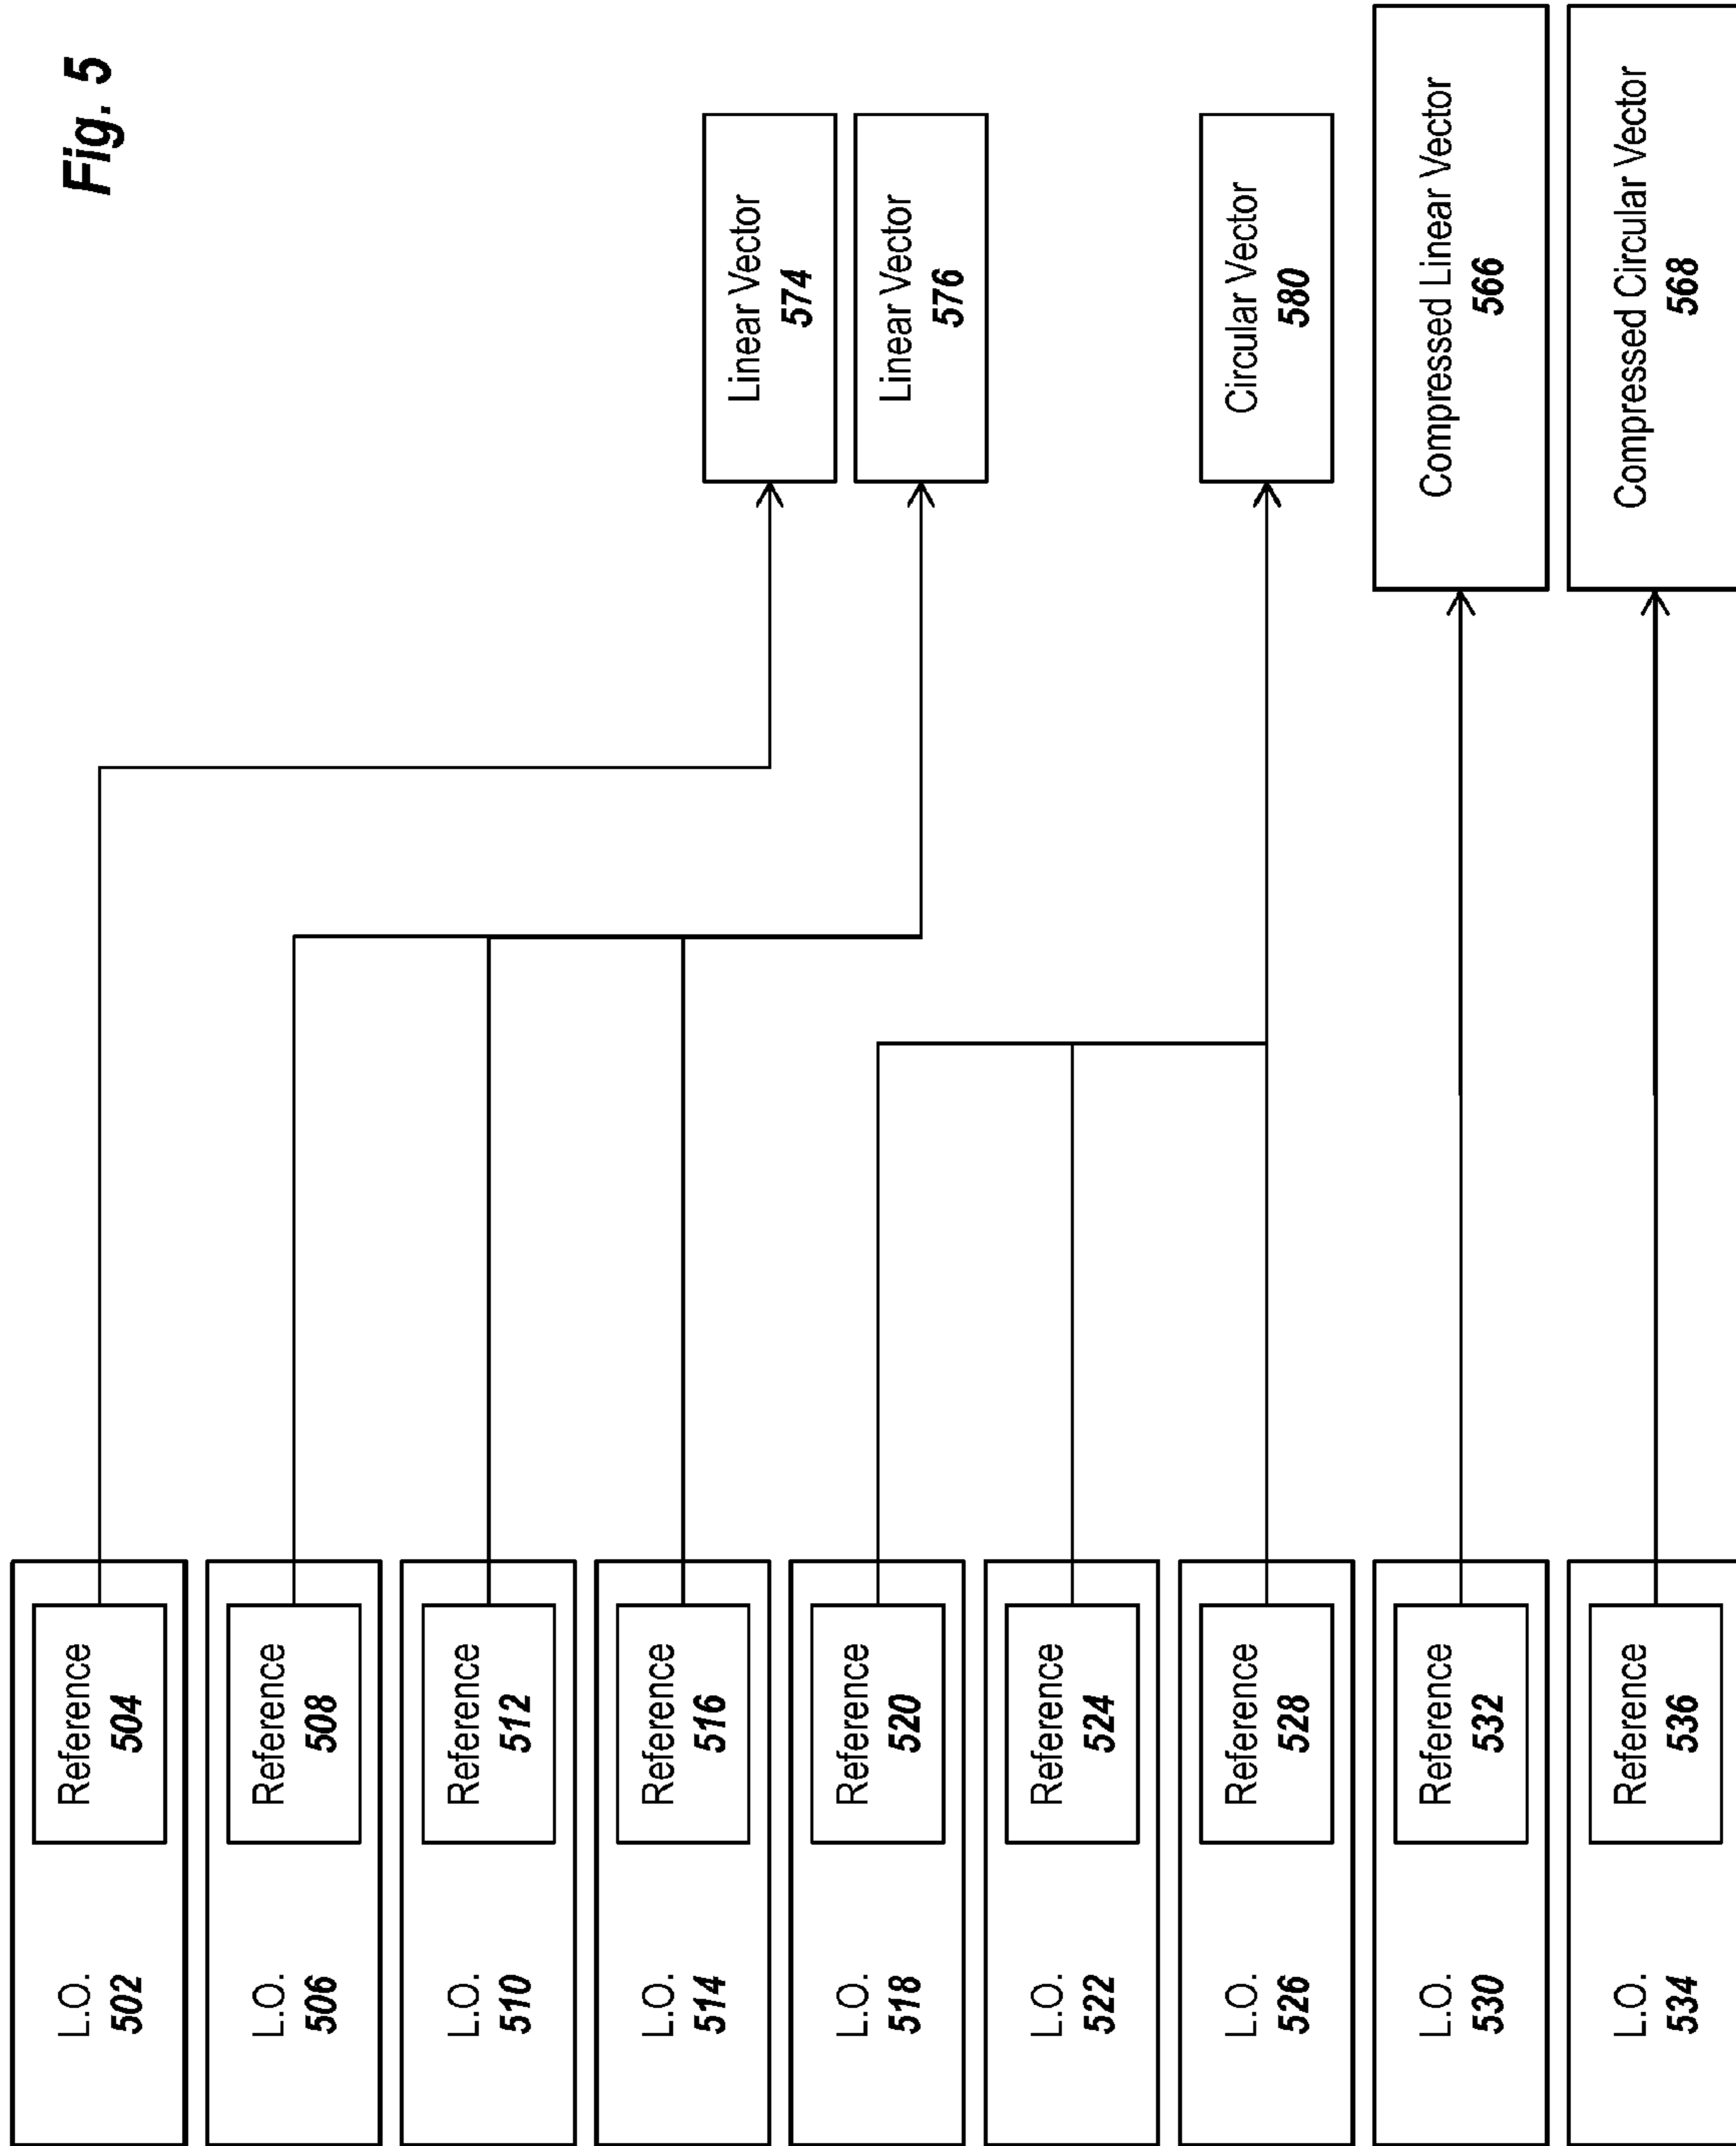 Fig. 5
L.O.
502
Reference
504
L.O.
506
Reference
508
L.O.
510
Reference
512
L.O.
514
Reference
516
L.O.
518
Reference
520
L.O.
522
Reference
524
L.O.
526
Reference
528
L.O.
530
Reference
532
L.O.
534
Reference
536
Linear Vector
574
Linear Vector
576
Circular Vector
580
Compressed Linear Vector
566
Compressed Circular Vector
568